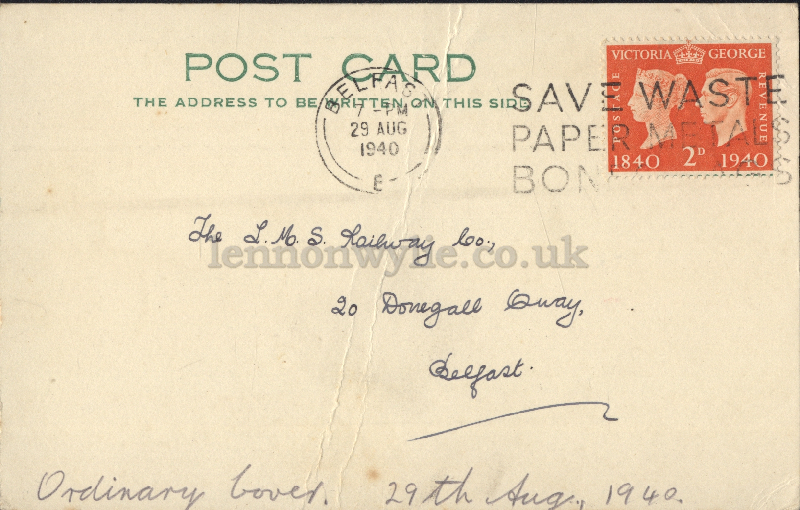 POST CARD
THE ADDRESS TO BE WRITTEN ON THIS SIDE
BELFAST
7 - PM
29 AUG
1940
SAVE WASTE
PAPER METALS
BON
VICTORIA GEORGE
POSTAGE
REVENUE
1840 2D 1940
The L.M.S. Railway Co.,
lennonwylie.co.uk
20 Donegall Quay,
Belfast.
Ordinary Cover. 29th Aug., 1940.